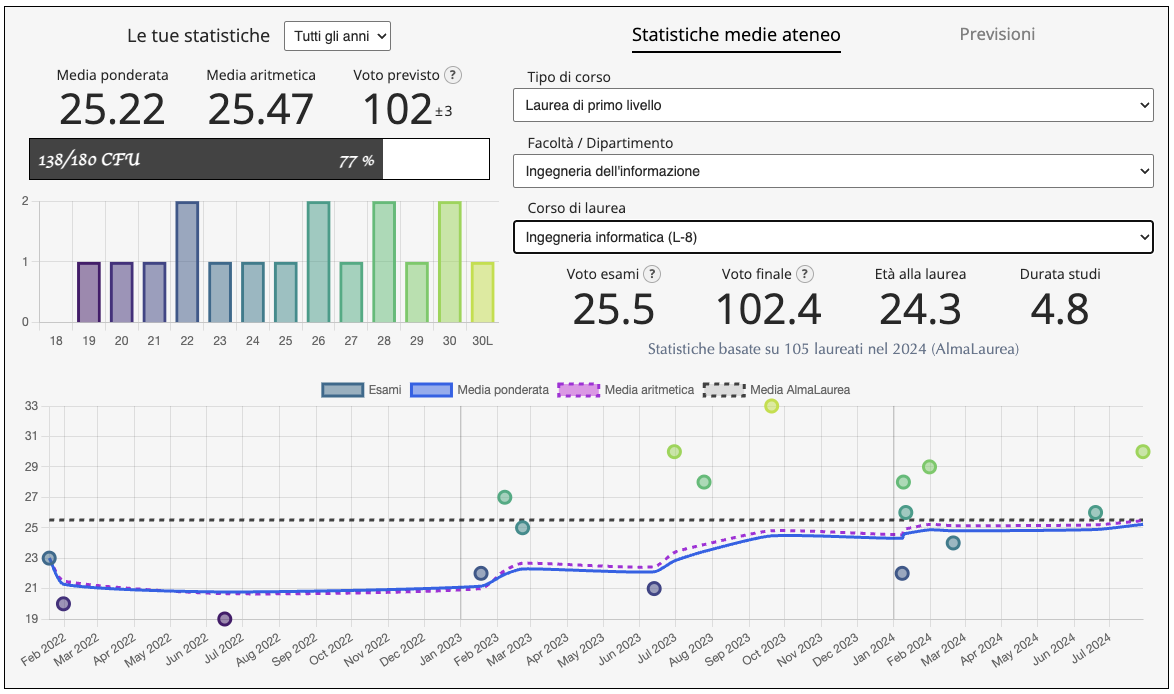 Le tue statistiche
Tutti gli anni
Media ponderata Media aritmetica Voto previsto ?
25.22 25.47 102 ±3
138/180 CFU 77 %
2
1
0
18 19 20 21 22 23 24 25 26 27 28 29 30 30L
Statistiche medie ateneo Previsioni
Tipo di corso
Laurea di primo livello
Facoltà / Dipartimento
Ingegneria dell'informazione
Corso di laurea
Ingegneria informatica (L-8)
Voto esami ? Voto finale ? Età alla laurea Durata studi
25.5 102.4 24.3 4.8
Statistiche basate su 105 laureati nel 2024 (AlmaLaurea)
Esami Media ponderata Media aritmetica Media AlmaLaurea
33
31
29
27
25
23
21
19
Feb 2022 Mar 2022 Apr 2022 May 2022 Jun 2022 Jul 2022 Aug 2022 Sep 2022 Oct 2022 Nov 2022 Dec 2022 Jan 2023 Feb 2023 Mar 2023 Apr 2023 May 2023 Jun 2023 Jul 2023 Aug 2023 Sep 2023 Oct 2023 Nov 2023 Dec 2023 Jan 2024 Feb 2024 Mar 2024 Apr 2024 May 2024 Jun 2024 Jul 2024